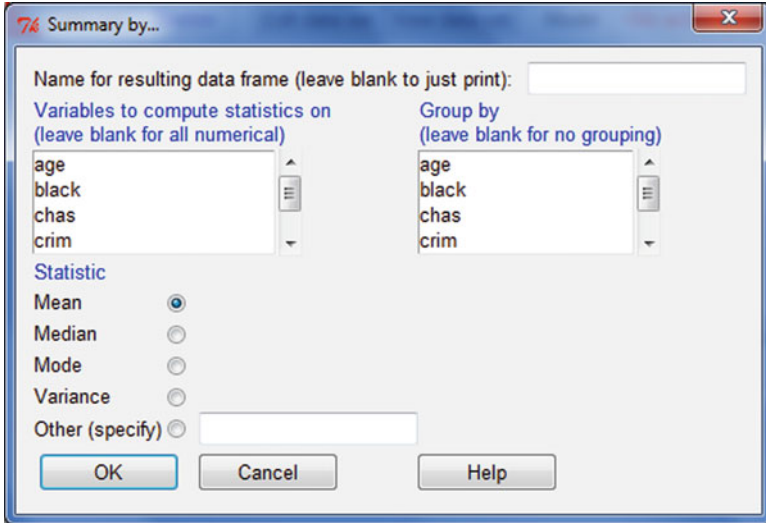 7% Summary by...
Name for resulting data frame (leave blank to just print):
Variables to compute statistics on
(leave blank for all numerical)
age
black
chas
crim
Group by
(leave blank for no grouping)
age
black
chas
crim
Statistic
Mean
Median
Mode
Variance
Other (specify)
OK
Cancel
Help